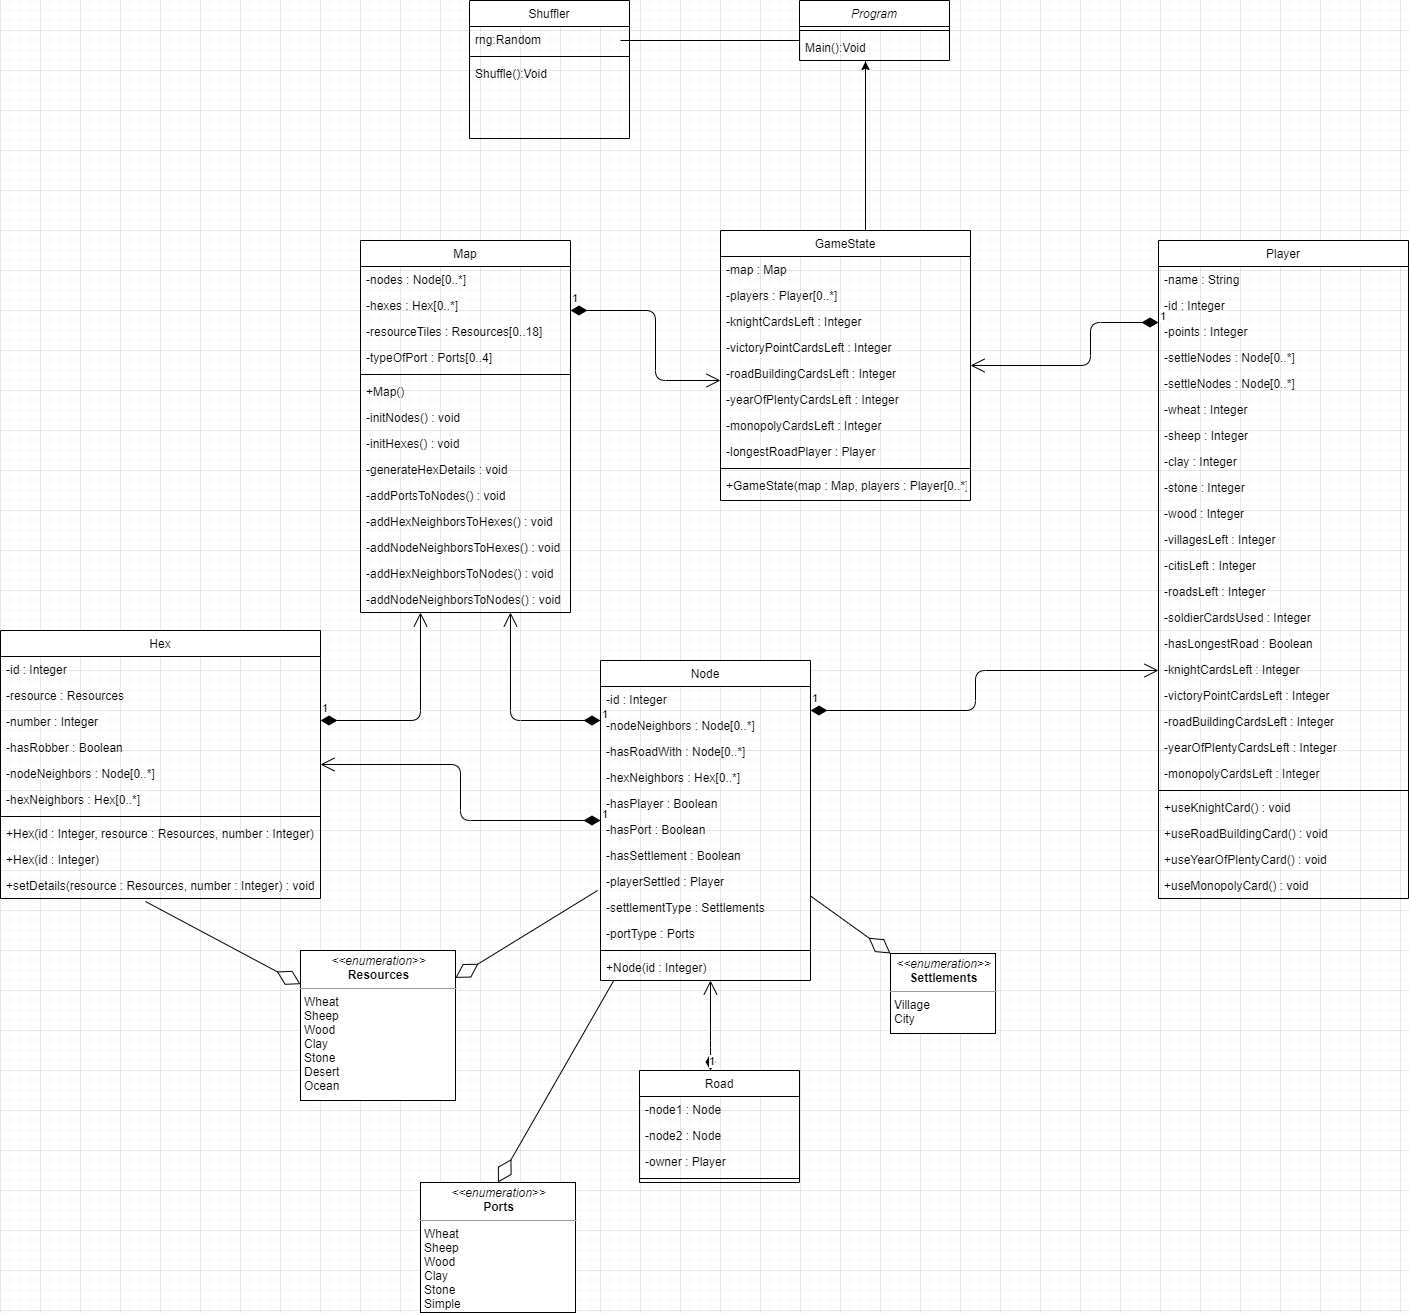 Shuffler
rng:Random
Shuffle():Void
Program
Main():Void
Map
-nodes : Node[0..*]
-hexes : Hex[0..*]
-resourceTiles : Resources[0..18]
-typeOfPort : Ports[0..4]
+Map()
-initNodes() : void
-initHexes() : void
-generateHexDetails : void
-addPortsToNodes() : void
-addHexNeighborsToHexes() : void
-addNodeNeighborsToHexes() : void
-addHexNeighborsToNodes() : void
-addNodeNeighborsToNodes() : void
1
GameState
-map : Map
-players : Player[0..*]
-knightCardsLeft : Integer
-victoryPointCardsLeft : Integer
-roadBuildingCardsLeft : Integer
-yearOfPlentyCardsLeft : Integer
-monopolyCardsLeft : Integer
-longestRoadPlayer : Player
+GameState(map : Map, players : Player[0..*]
1
Player
-name : String
-id : Integer
-points : Integer
-settleNodes : Node[0..*]
-settleNodes : Node[0..*]
-wheat : Integer
-sheep : Integer
-clay : Integer
-stone : Integer
-wood : Integer
-villagesLeft : Integer
-citisLeft : Integer
-roadsLeft : Integer
-soldierCardsUsed : Integer
-hasLongestRoad : Boolean
-knightCardsLeft : Integer
-victoryPointCardsLeft : Integer
-roadBuildingCardsLeft : Integer
-yearOfPlentyCardsLeft : Integer
-monopolyCardsLeft : Integer
+useKnightCard() : void
+useRoadBuildingCard() : void
+useYearOfPlentyCard() : void
+useMonopolyCard() : void
Hex
-id : Integer
-resource : Resources
-number : Integer
-hasRobber : Boolean
-nodeNeighbors : Node[0..*]
-hexNeighbors : Hex[0..*]
+Hex(id : Integer, resource : Resources, number : Integer)
+Hex(id : Integer)
+setDetails(resource : Resources, number : Integer) : void
1
Node
-id : Integer
-nodeNeighbors : Node[0..*]
-hasRoadWith : Node[0..*]
-hexNeighbors : Hex[0..*]
-hasPlayer : Boolean
-hasPort : Boolean
-hasSettlement : Boolean
-playerSettled : Player
-settlementType : Settlements
-portType : Ports
+Node(id : Integer)
1
1
1
<<enumeration>>
Resources
Wheat
Sheep
Wood
Clay
Stone
Desert
Ocean
<<enumeration>>
Settlements
Village
City
1
Road
-node1 : Node
-node2 : Node
-owner : Player
<<enumeration>>
Ports
Wheat
Sheep
Wood
Clay
Stone
Simple